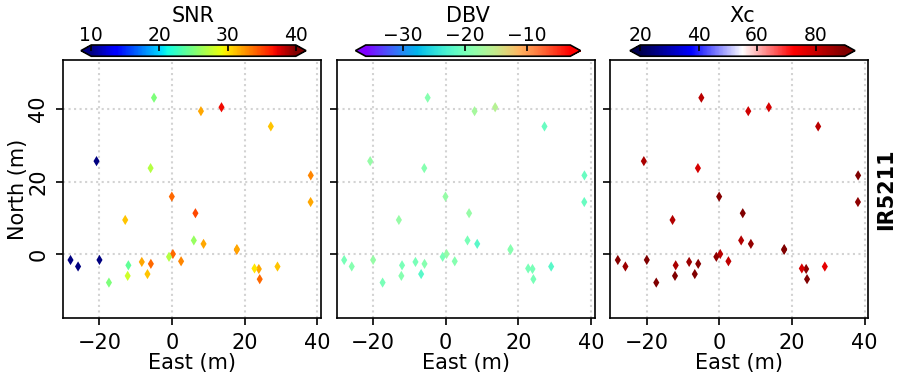 SNR DBV Xc
10 20 30 40 −30 −20 −10 20 40 60 80
North (m)
40
20
0
IR5211
−20 0 20 40 −20 0 20 40 −20 0 20 40
East (m) East (m) East (m)